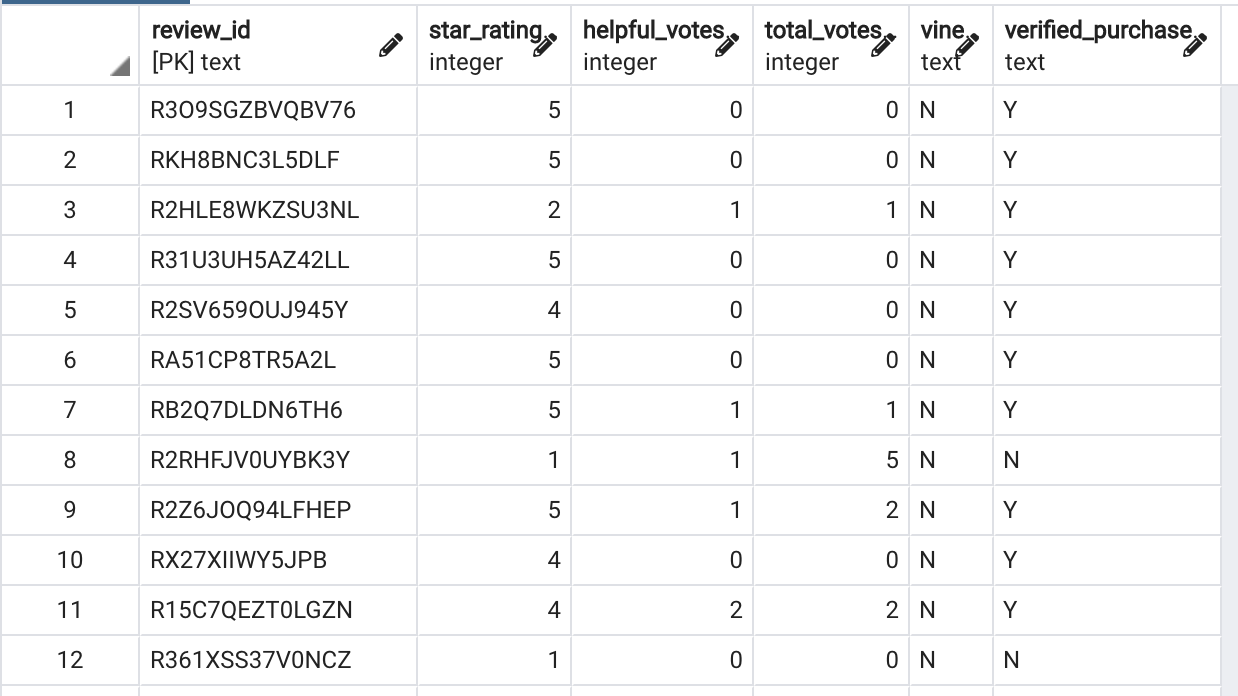 review_id star_rating helpful_votes total_votes vine verified_purchase
[PK] text integer integer integer text text
1 R3O9SGZBVQBV76 5 0 0 N Y
2 RKH8BNC3L5DLF 5 0 0 N Y
3 R2HLE8WKZSU3NL 2 1 1 N Y
4 R31U3UH5AZ42LL 5 0 0 N Y
5 R2SV659OUJ945Y 4 0 0 N Y
6 RA51CP8TR5A2L 5 0 0 N Y
7 RB2Q7DLDN6TH6 5 1 1 N Y
8 R2RHFJV0UYBK3Y 1 1 5 N N
9 R2Z6JOQ94LFHEP 5 1 2 N Y
10 RX27XIIWY5JPB 4 0 0 N Y
11 R15C7QEZT0LGZN 4 2 2 N Y
12 R361XSS37V0NCZ 1 0 0 N N